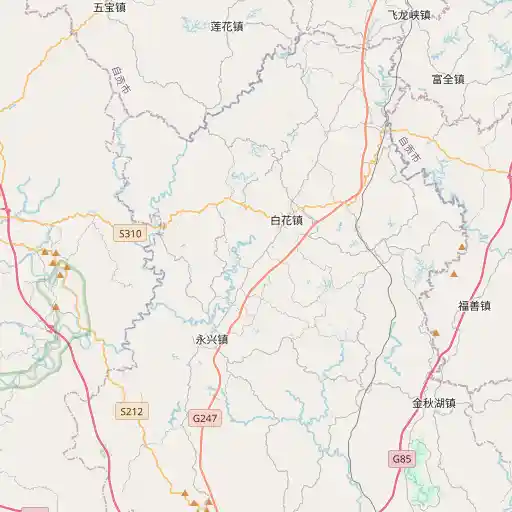 五宝镇
莲花镇
飞龙峡镇
富全镇
自贡市
自贡市
白花镇
S310
福善镇
永兴镇
金秋湖镇
S212
G247
G85